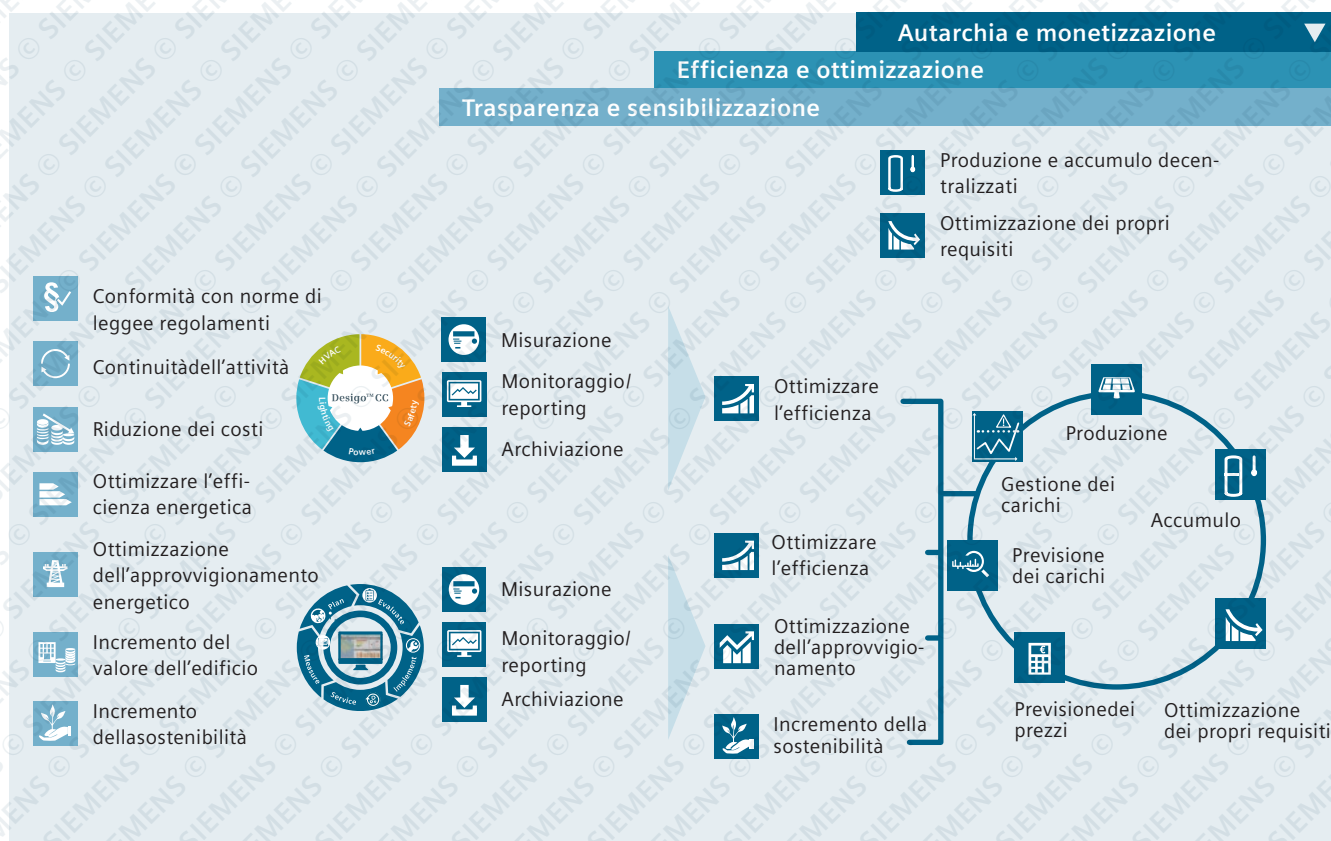 Autarchia e monetizzazione
Efficienza e ottimizzazione
Trasparenza e sensibilizzazione
Produzione e accumulo decen-
tralizzati
Ottimizzazione dei propri
requisiti
Conformità con norme di
leggee regolamenti
Continuitàdell'attività
Riduzione dei costi
Ottimizzare l'effi-
cienza energetica
Ottimizzazione
dell'approvvigionamento
energetico
Incremento del
valore dell'edificio
Incremento
dellasostenibilità
HVAC
Security
Safety
Power
Lighting
Desigo™ CC
Plan
Evaluate
Implement
Service
Measure
Misurazione
Monitoraggio/
reporting
Archiviazione
Misurazione
Monitoraggio/
reporting
Archiviazione
Ottimizzare
l'efficienza
Ottimizzare
l'efficienza
Ottimizzazione
dell'approvvigio-
namento
Incremento della
sostenibilità
Produzione
Gestione dei
carichi
Accumulo
Previsione
dei carichi
Previsionedei
prezzi
Ottimizzazione
dei propri requisiti
© SIEMENS